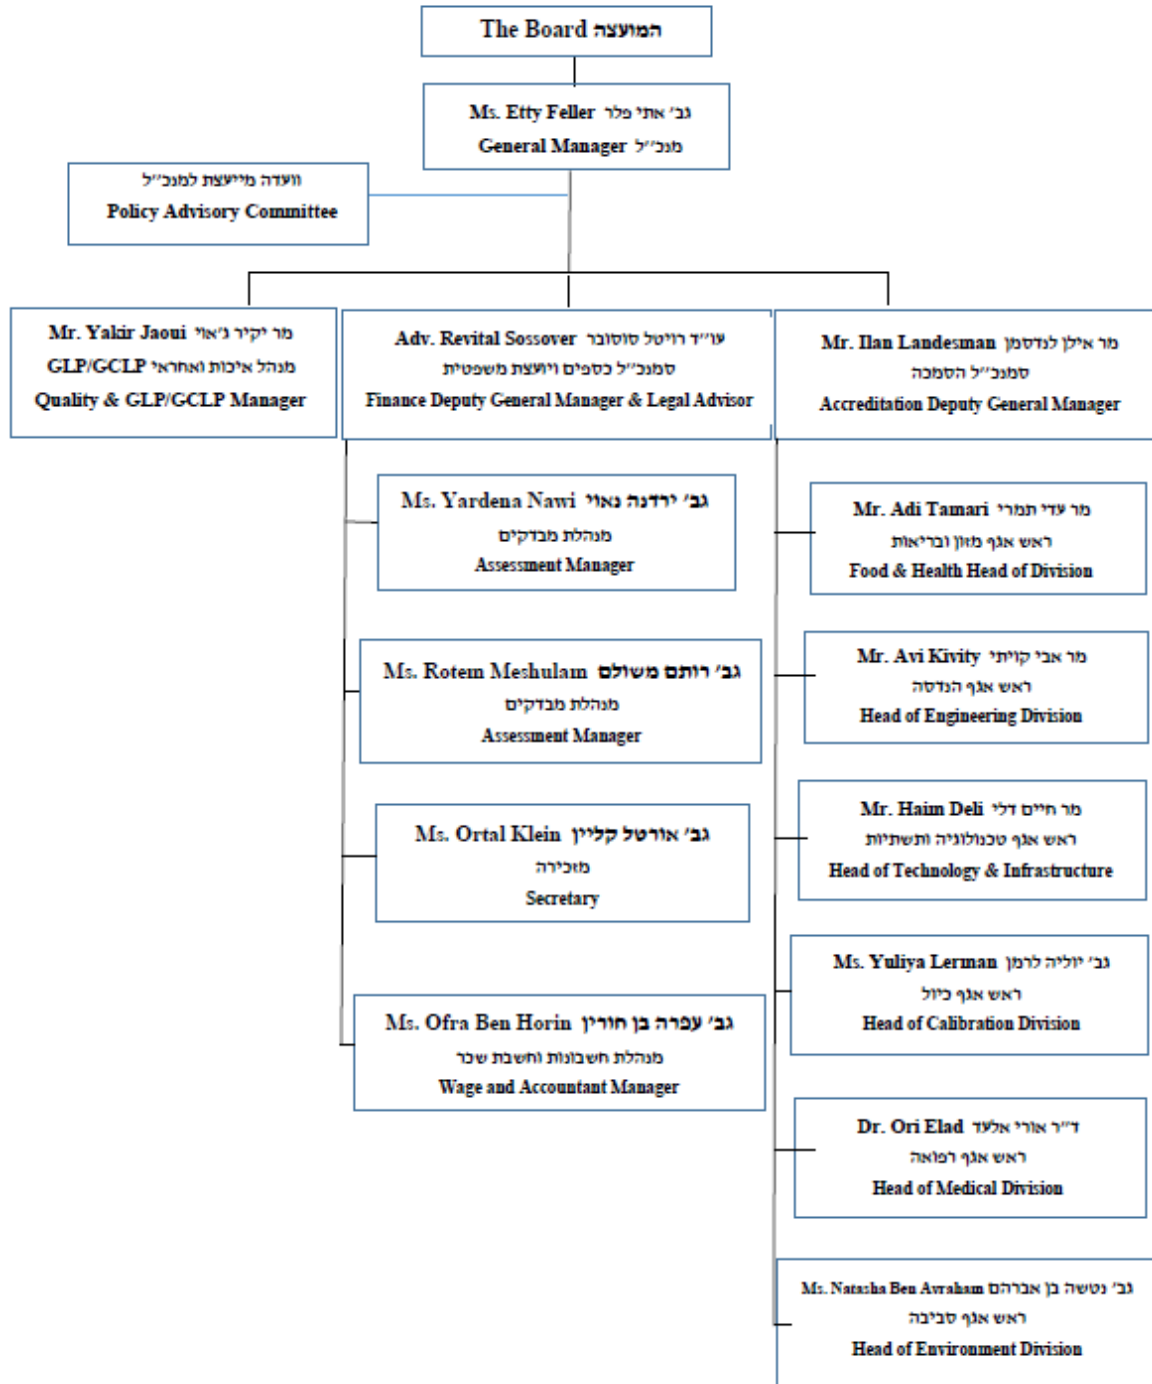 The Board המועצה
Ms. Etty Feller גב' אתי פלר
General Manager מנכ"ל
וועדה מייעצת למנכ"ל
Policy Advisory Committee
Mr. Yakir Jaoui מר יקיר ג'אוי
GLP/GCLP מנהל איכות ואחראי
Quality & GLP/GCLP Manager
Adv. Revital Sossover עו"ד רויטל סוסובר
סמנכ"ל כספים ויועצת משפטית
Finance Deputy General Manager & Legal Advisor
Mr. Ilan Landesman מר אילן לנדסמן
סמנכ"ל הסמכה
Accreditation Deputy General Manager
Ms. Yardena Nawi גב' ירדנה נאוי
מנהלת מבדקים
Assessment Manager
Ms. Rotem Meshulam גב' רותם משולם
מנהלת מבדקים
Assessment Manager
Ms. Ortal Klein גב' אורטל קליין
מזכירה
Secretary
Ms. Ofra Ben Horin גב' עפרה בן חורין
מנהלת חשבונות וחשבת שכר
Wage and Accountant Manager
Mr. Adi Tamari מר עדי תמרי
ראש אגף מזון ובריאות
Food & Health Head of Division
Mr. Avi Kivity מר אבי קויתי
ראש אגף הנדסה
Head of Engineering Division
Mr. Haim Deli מר חיים דלי
ראש אגף טכנולוגיה ותשתיות
Head of Technology & Infrastructure
Ms. Yuliya Lerman גב' יוליה לרמן
ראש אגף כיול
Head of Calibration Division
Dr. Ori Elad ד"ר אורי אלעד
ראש אגף רפואה
Head of Medical Division
Ms. Natasha Ben Avraham גב' נטשה בן אברהם
ראש אגף סביבה
Head of Environment Division